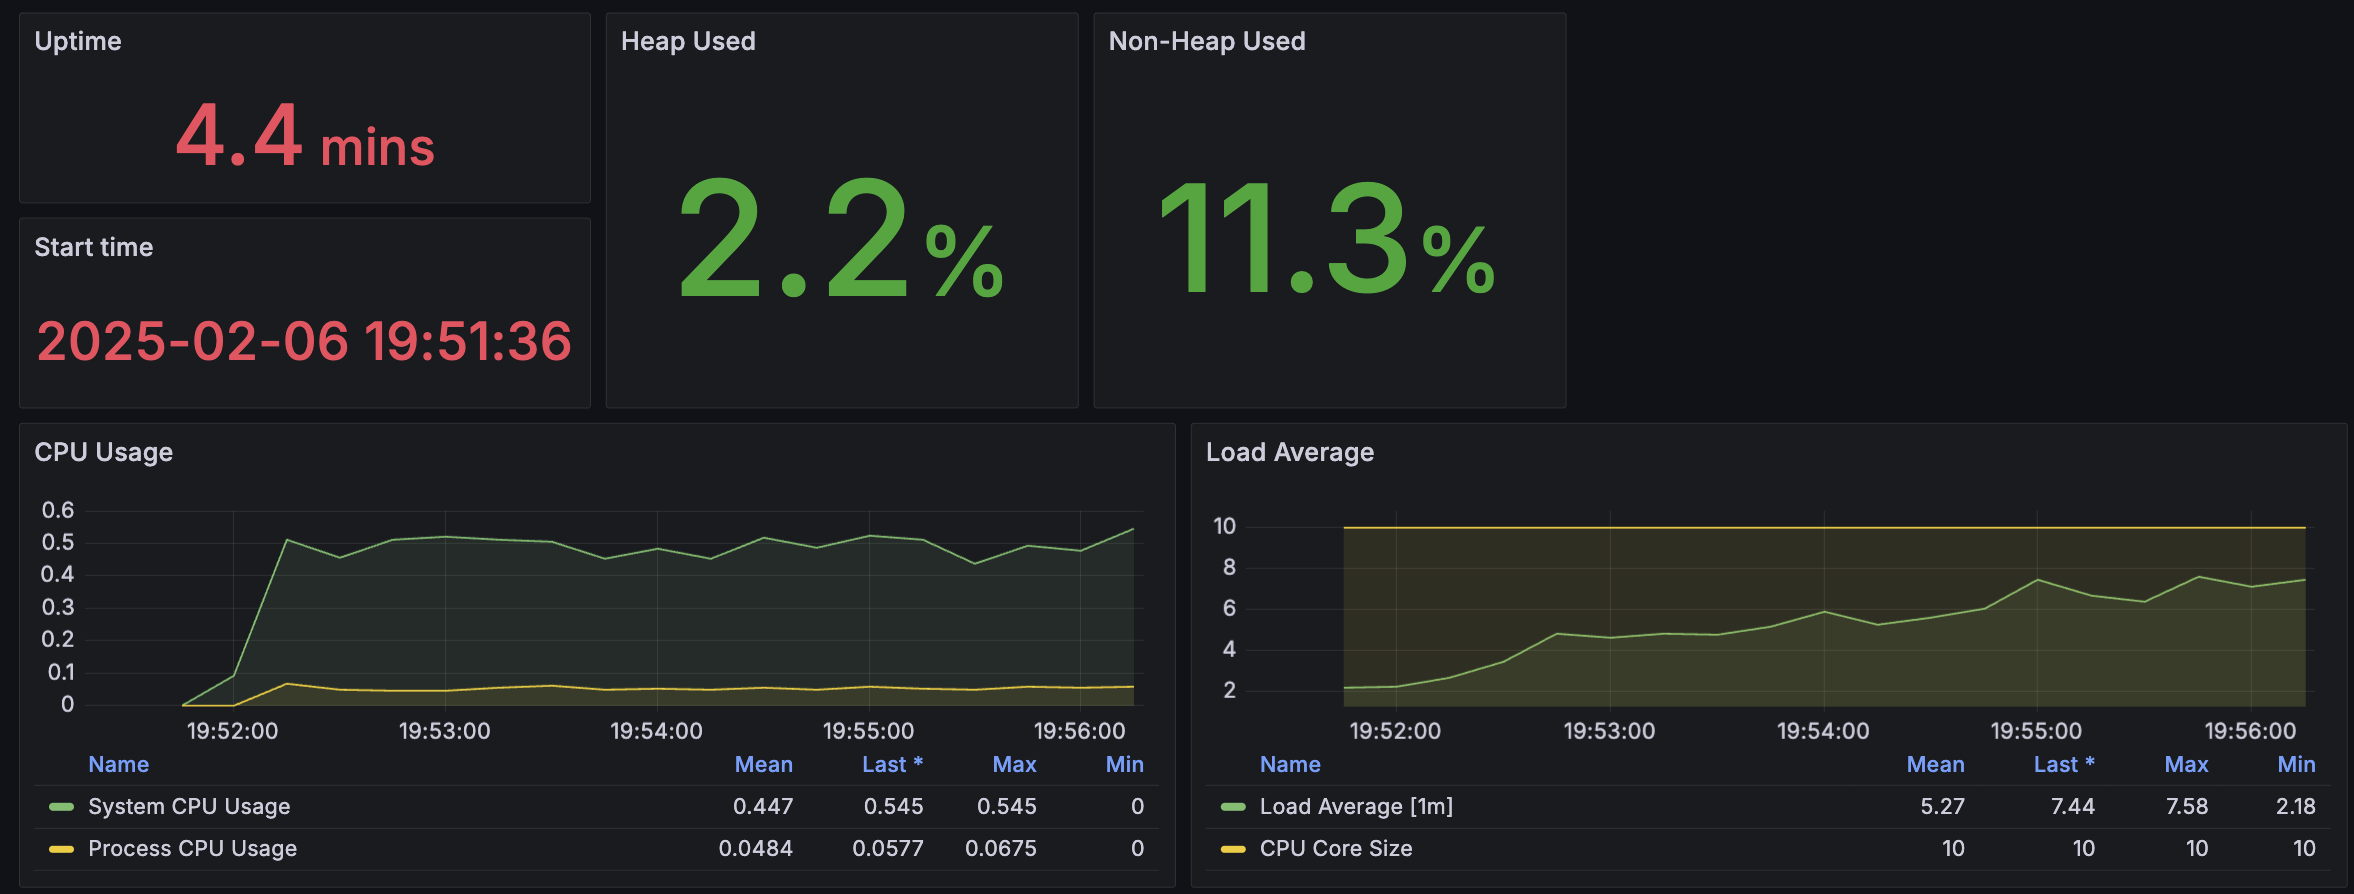 Uptime
4.4 mins
Start time
2025-02-06 19:51:36
Heap Used
2.2%
Non-Heap Used
11.3%
CPU Usage
0.6
0.5
0.4
0.3
0.2
0.1
0
19:52:00 19:53:00 19:54:00 19:55:00 19:56:00
Name Mean Last * Max Min
System CPU Usage 0.447 0.545 0.545 0
Process CPU Usage 0.0484 0.0577 0.0675 0
Load Average
10
8
6
4
2
19:52:00 19:53:00 19:54:00 19:55:00 19:56:00
Name Mean Last * Max Min
Load Average [1m] 5.27 7.44 7.58 2.18
CPU Core Size 10 10 10 10